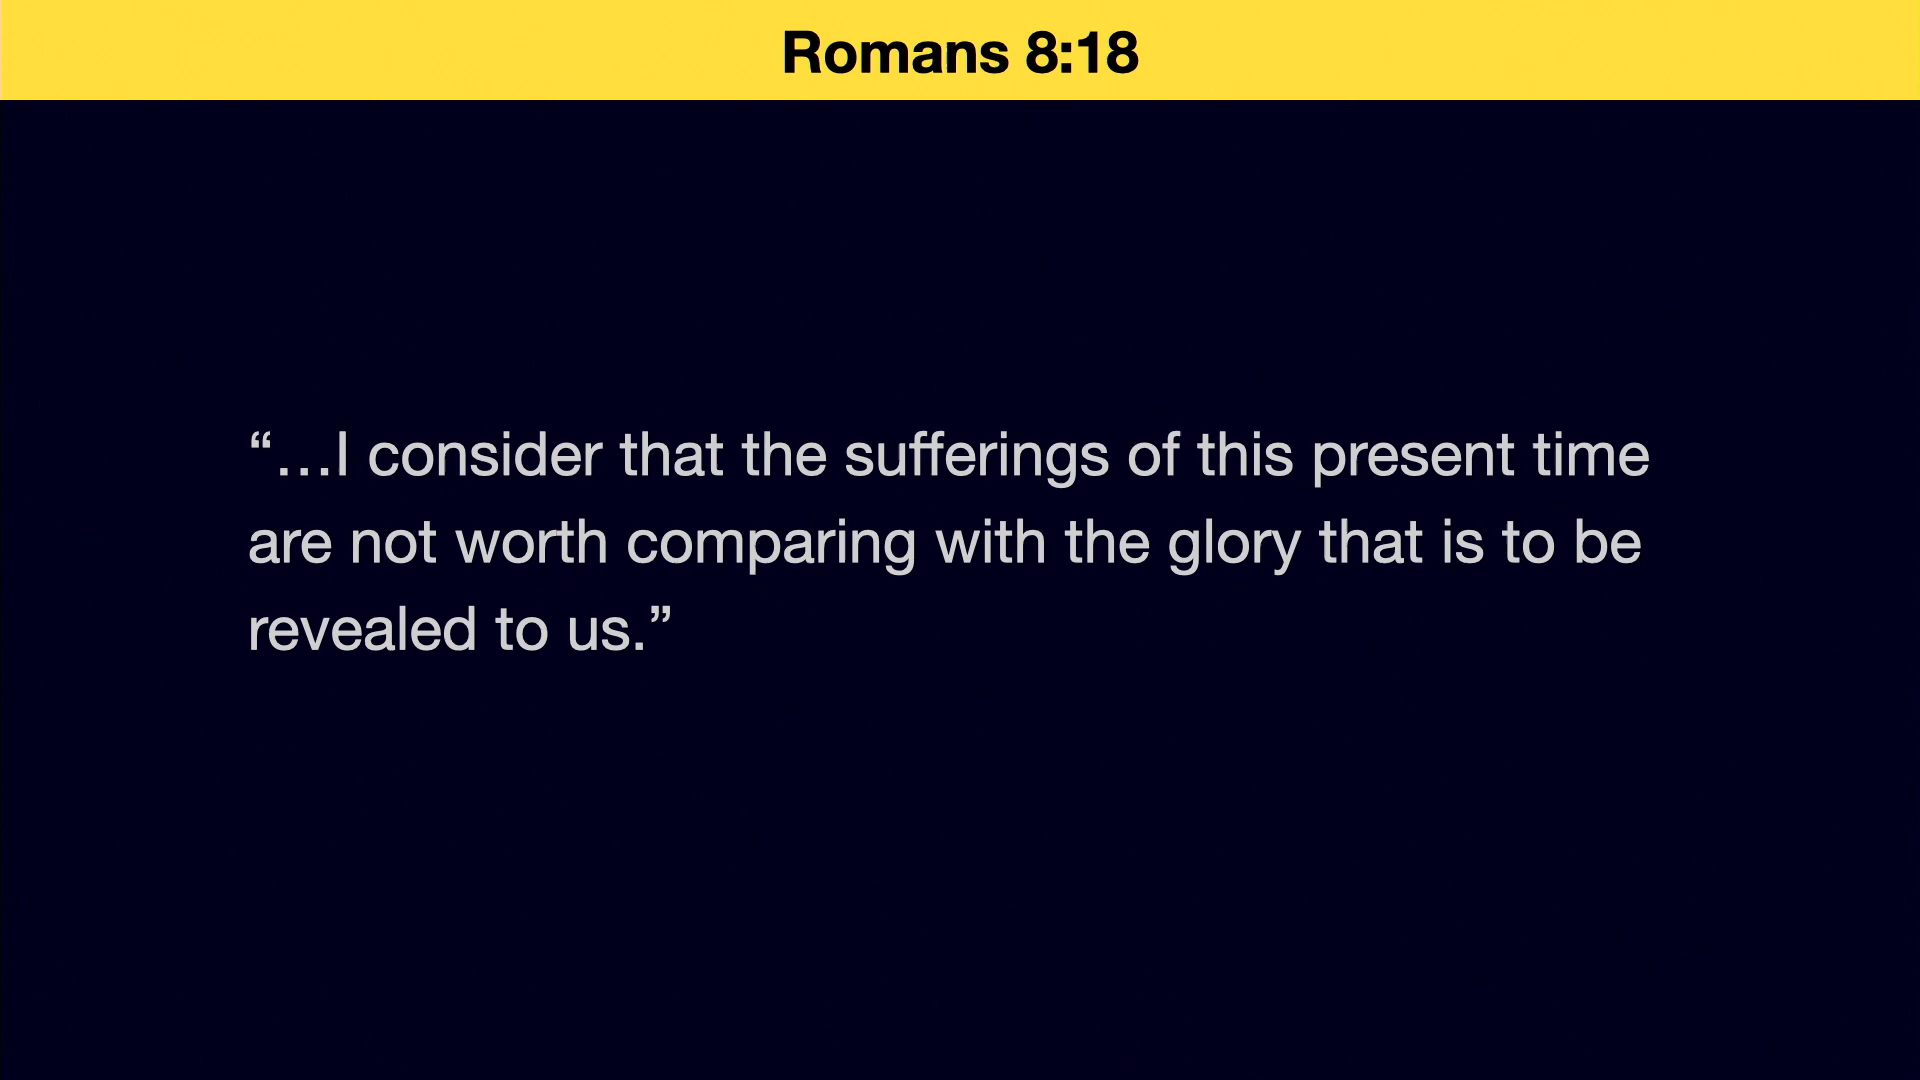 Romans 8:18
“…I consider that the sufferings of this present time
are not worth comparing with the glory that is to be
revealed to us.”